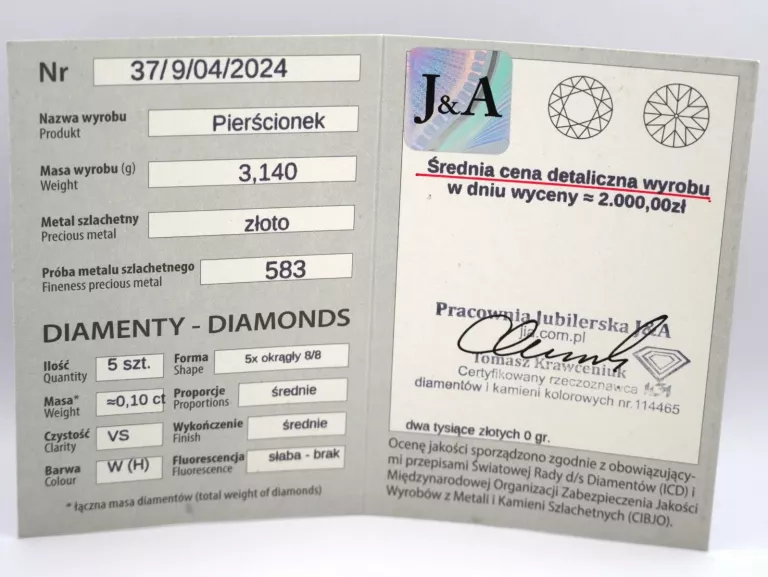 Nr 37/9/04/2024
Nazwa wyrobu
Produkt
Pierścionek
Masa wyrobu (g)
Weight
3,140
Metal szlachetny
Precious metal
złoto
Próba metalu szlachetnego
Fineness precious metal
583
DIAMENTY - DIAMONDS
Ilość
Quantity
5 szt.
Forma
Shape
5x okrągły 8/8
Masa*
Weight
≈0,10 ct
Proporcje
Proportions
średnie
Czystość
Clarity
VS
Wykończenie
Finish
średnie
Barwa
Colour
W (H)
Fluorescencja
Fluorescence
słaba - brak
* łączna masa diamentów (total weight of diamonds)
J&A
Średnia cena detaliczna wyrobu
w dniu wyceny ≈ 2.000,00zł
Pracownia Jubilerska J&A
jia.com.pl
Tomasz Krawceniuk
Certyfikowany rzeczoznawca
diamentów i kamieni kolorowych nr.114465
dwa tysiące złotych 0 gr.
Ocenę jakości sporządzono zgodnie z obowiązują­cy-
mi przepisami Światowej Rady d/s Diamentów (ICD) i
Międzynarodowej Organizacji Zabezpieczenia Jakości
Wyrobów z Metali i Kamieni Szlachetnych (CIBJO).